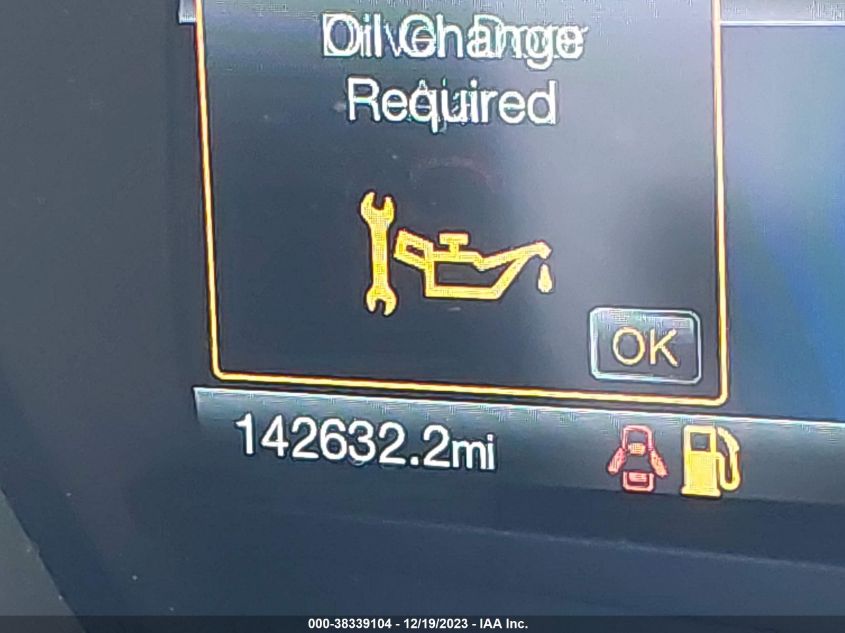 Oil Change
Required
OK
142632.2mi
000-38339104 - 12/19/2023 - IAA Inc.